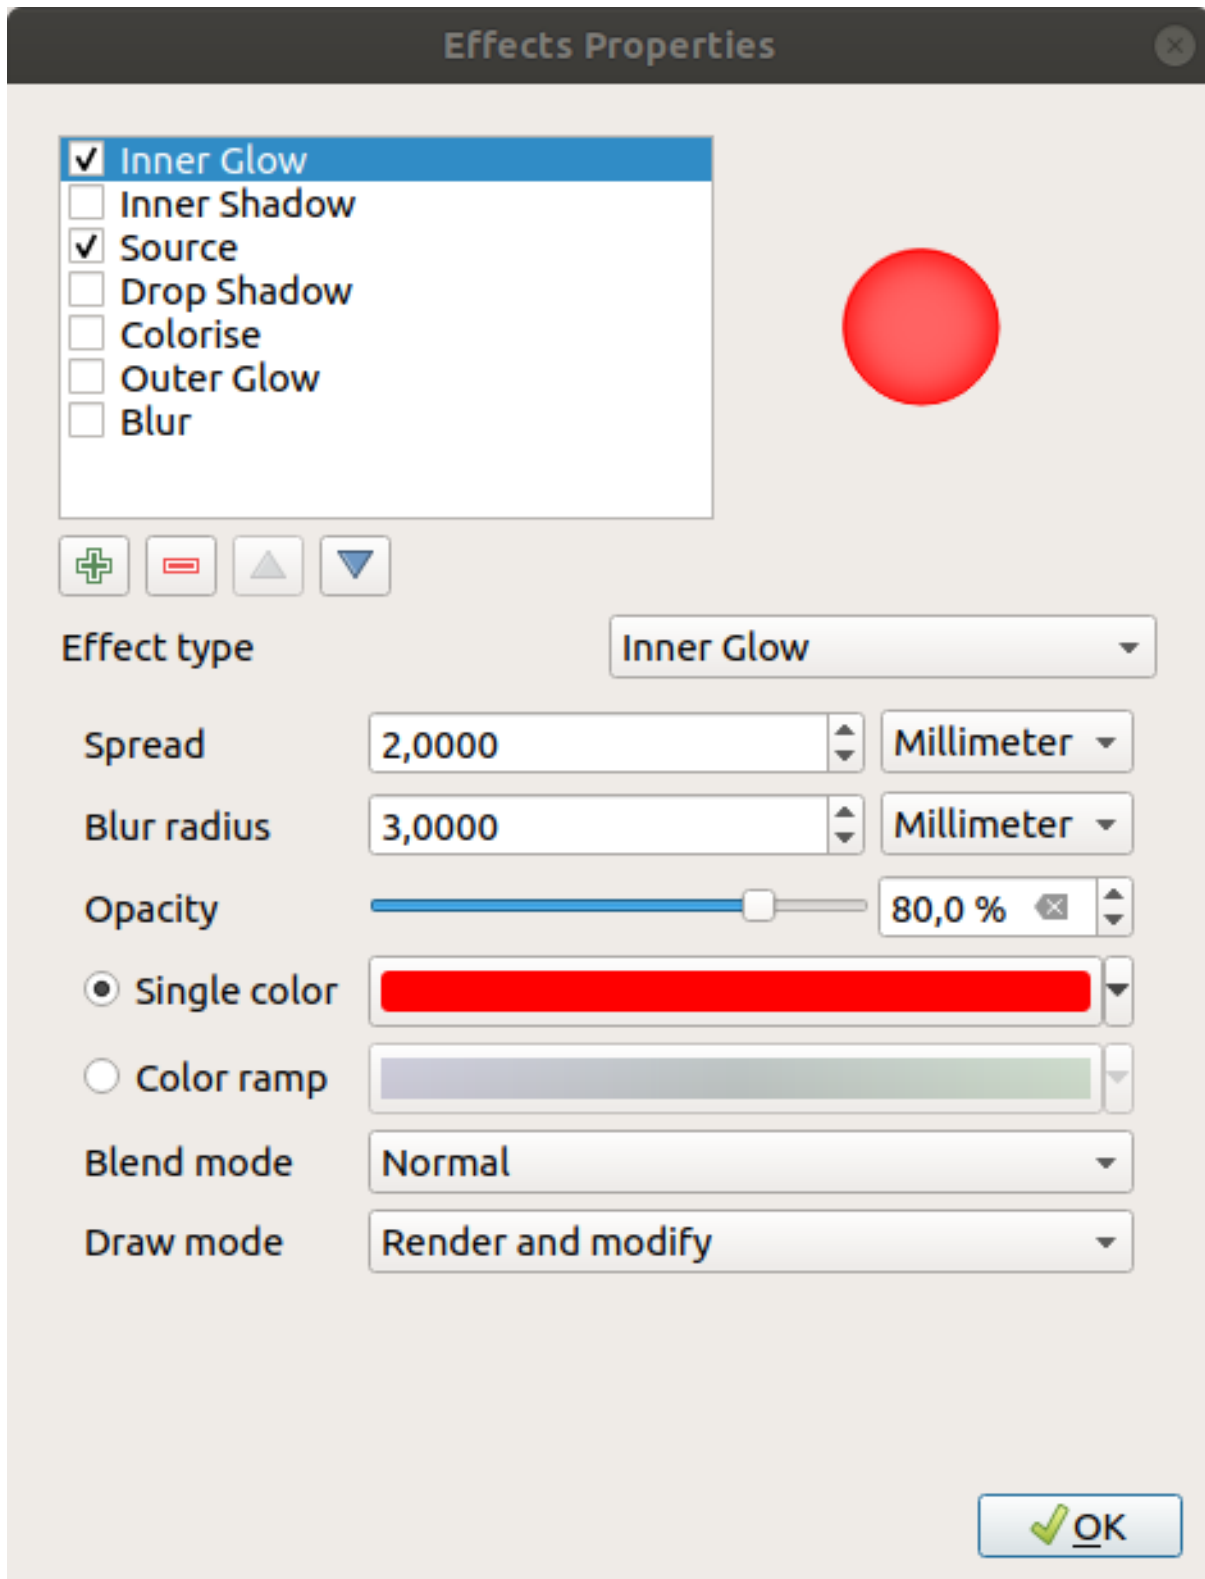 Effects Properties
Inner Glow
Inner Shadow
Source
Drop Shadow
Colorise
Outer Glow
Blur
Effect type Inner Glow
Spread 2,0000 Millimeter
Blur radius 3,0000 Millimeter
Opacity 80,0 %
Single color
Color ramp
Blend mode Normal
Draw mode Render and modify
OK